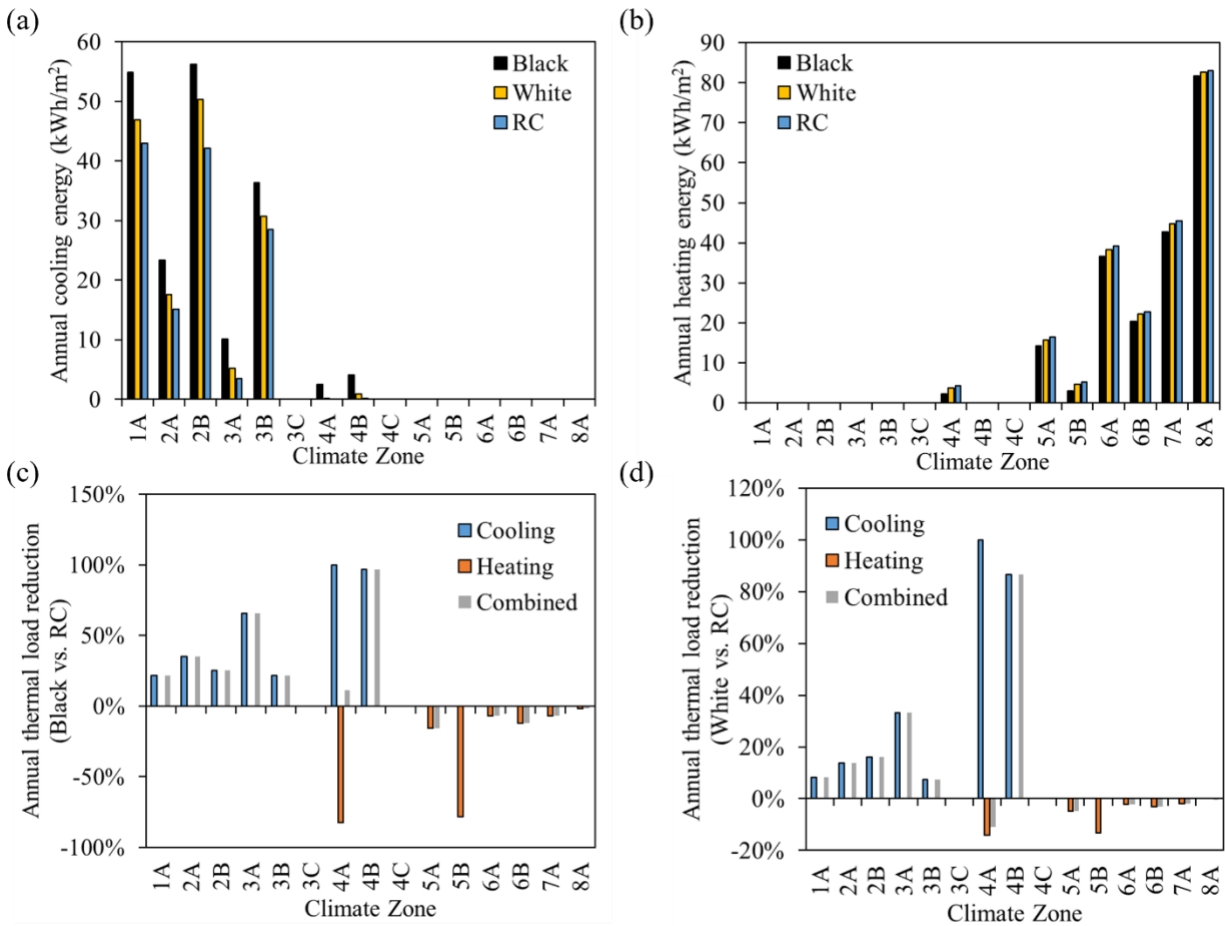 (a)
Annual cooling energy (kWh/m²)
60
50
40
30
20
10
0
Black
White
RC
1A
2A
2B
3A
3B
3C
4A
4B
4C
5A
5B
6A
6B
7A
8A
Climate Zone
(b)
Annual heating energy (kWh/m²)
90
80
70
60
50
40
30
20
10
0
Black
White
RC
1A
2A
2B
3A
3B
3C
4A
4B
4C
5A
5B
6A
6B
7A
8A
Climate Zone
(c)
Annual thermal load reduction
(Black vs. RC)
150%
100%
50%
0%
-50%
-100%
Cooling
Heating
Combined
1A
2A
2B
3A
3B
3C
4A
4B
4C
5A
5B
6A
6B
7A
8A
Climate Zone
(d)
Annual thermal load reduction
(White vs. RC)
120%
100%
80%
60%
40%
20%
0%
-20%
Cooling
Heating
Combined
1A
2A
2B
3A
3B
3C
4A
4B
4C
5A
5B
6A
6B
7A
8A
Climate Zone